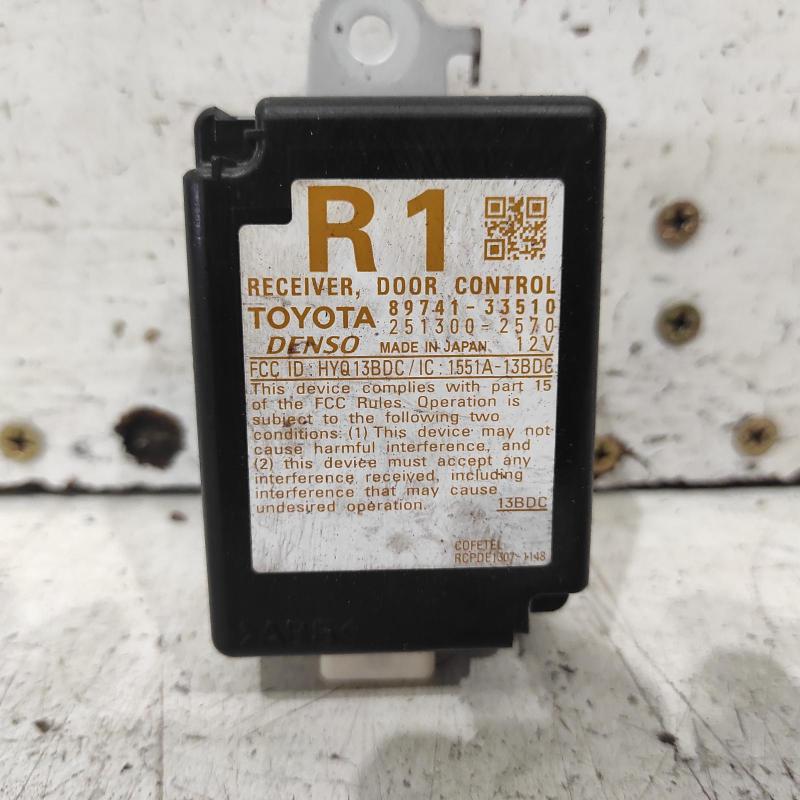 R1
RECEIVER, DOOR CONTROL
TOYOTA 89741-33510
251300-2570
DENSO MADE IN JAPAN 12V
FCC ID : HYQ13BDC / IC : 1551A-13BDC
This device complies with part 15
of the FCC Rules. Operation is
subject to the following two
conditions: (1) This device may not
cause harmful interference, and
(2) this device must accept any
interference received, including
interference that may cause
undesired operation. 13BDC
COFETEL
RCPDE1307-1148